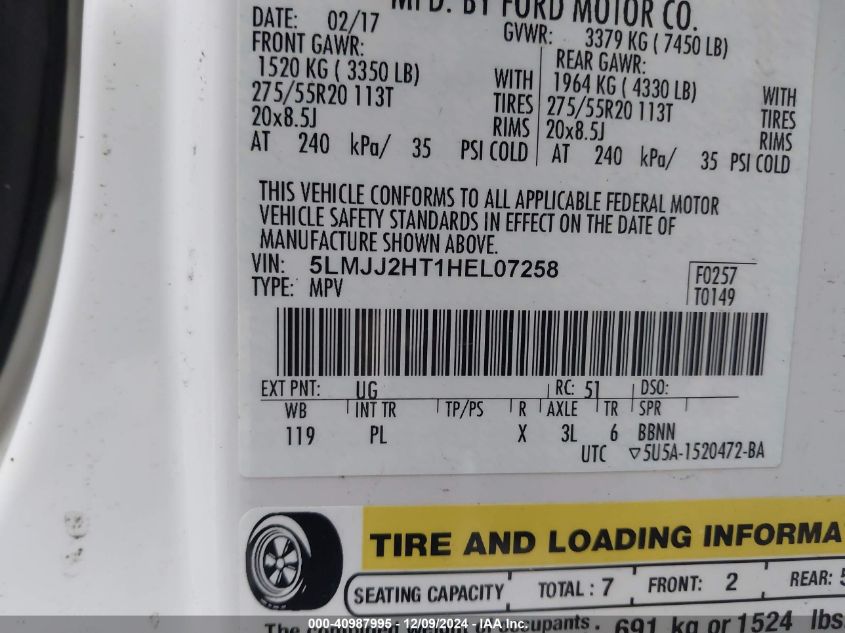 MFD. BY FORD MOTOR CO.
DATE: 02/17 GVWR: 3379 KG ( 7450 LB)
FRONT GAWR: REAR GAWR:
1520 KG ( 3350 LB) WITH 1964 KG ( 4330 LB) WITH
275/55R20 113T TIRES 275/55R20 113T TIRES
20x8.5J RIMS 20x8.5J RIMS
AT 240 kPa/ 35 PSI COLD AT 240 kPa/ 35 PSI COLD
THIS VEHICLE CONFORMS TO ALL APPLICABLE FEDERAL MOTOR
VEHICLE SAFETY STANDARDS IN EFFECT ON THE DATE OF
MANUFACTURE SHOWN ABOVE.
VIN: 5LMJJ2HT1HEL07258
TYPE: MPV
F0257
T0149
EXT PNT: UG RC: 51 DSO:
WB INT TR TP/PS R AXLE TR SPR
119 PL X 3L 6 BBNN
UTC ▽5U5A-1520472-BA
TIRE AND LOADING INFORMA
SEATING CAPACITY TOTAL : 7 FRONT: 2 REAR: 5
The combined weight of occupants. 691 kg or 1524 lbs
000-40987995 - 12/09/2024 - IAA Inc.